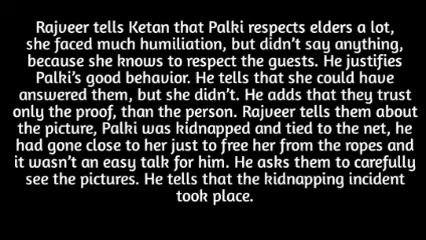 Rajveer tells Ketan that Palki respects elders a lot,
she faced much humiliation, but didn't say anything,
because she knows to respect the guests. He justifies
Palki's good behavior. He tells that she could have
answered them, but she didn't. He adds that they trust
only the proof, than the person. Rajveer tells them about
the picture, Palki was kidnapped and tied to the net, he
had gone close to her just to free her from the ropes and
it wasn't an easy talk for him. He asks them to carefully
see the pictures. He tells that the kidnapping incident
took place.